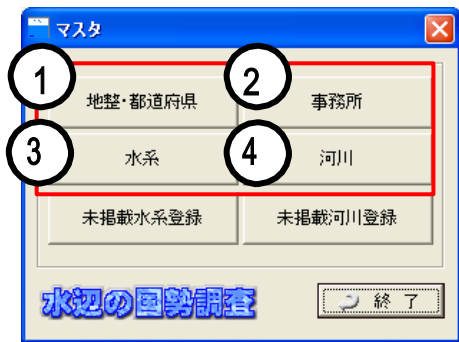 マスタ
1 地整・都道府県 2 事務所
3 水系 4 河川
未掲載水系登録 未掲載河川登録
水辺の国勢調査 終 了